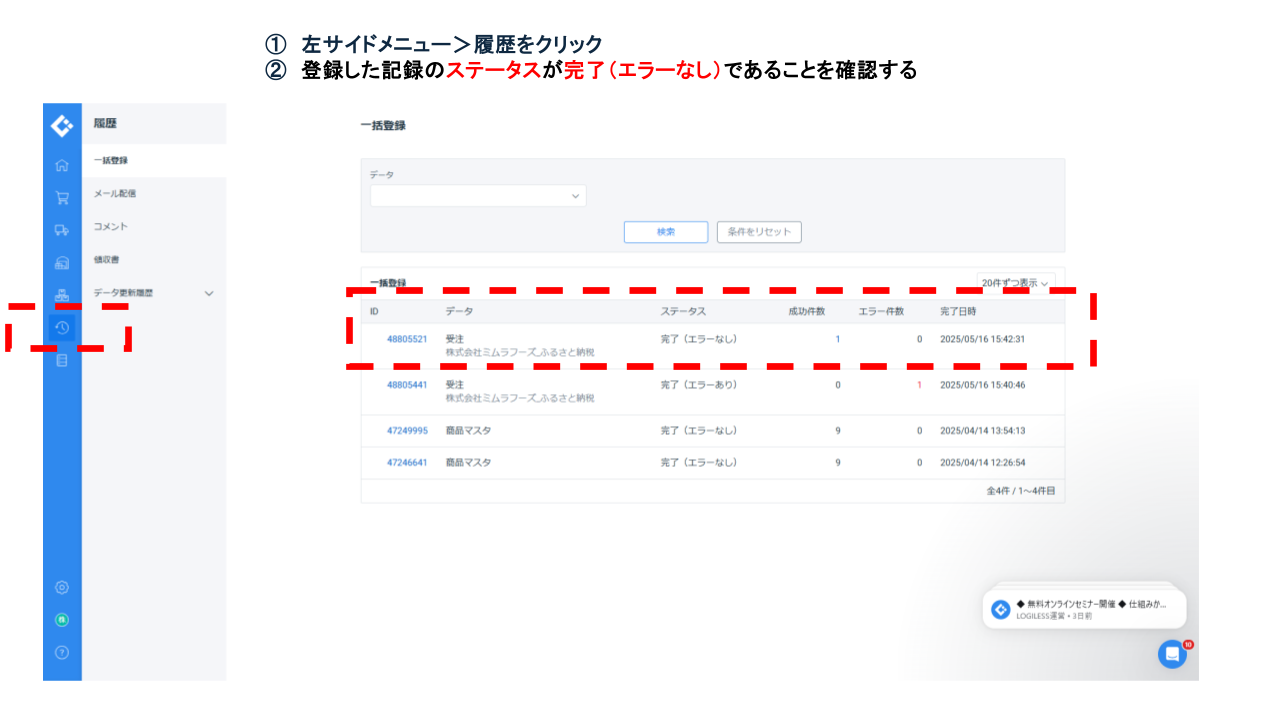 ① 左サイドメニュー＞履歴をクリック
② 登録した記録のステータスが完了（エラーなし）であることを確認する
履歴
一括登録
メール配信
コメント
領収書
データ更新履歴
一括登録
データ
検索 条件をリセット
一括登録 20件ずつ表示
ID データ ステータス 成功件数 エラー件数 完了日時
48805521 受注 完了（エラーなし） 1 0 2025/05/16 15:42:31
株式会社ミムラフーズ_ふるさと納税
48805441 受注 完了（エラーあり） 0 1 2025/05/16 15:40:46
株式会社ミムラフーズ_ふるさと納税
47249995 商品マスタ 完了（エラーなし） 9 0 2025/04/14 13:54:13
47246641 商品マスタ 完了（エラーなし） 9 0 2025/04/14 12:26:54
全4件 / 1～4件目
◆ 無料オンラインセミナー開催 ◆ 仕組みか...
LOGILESS運営・3日前
10